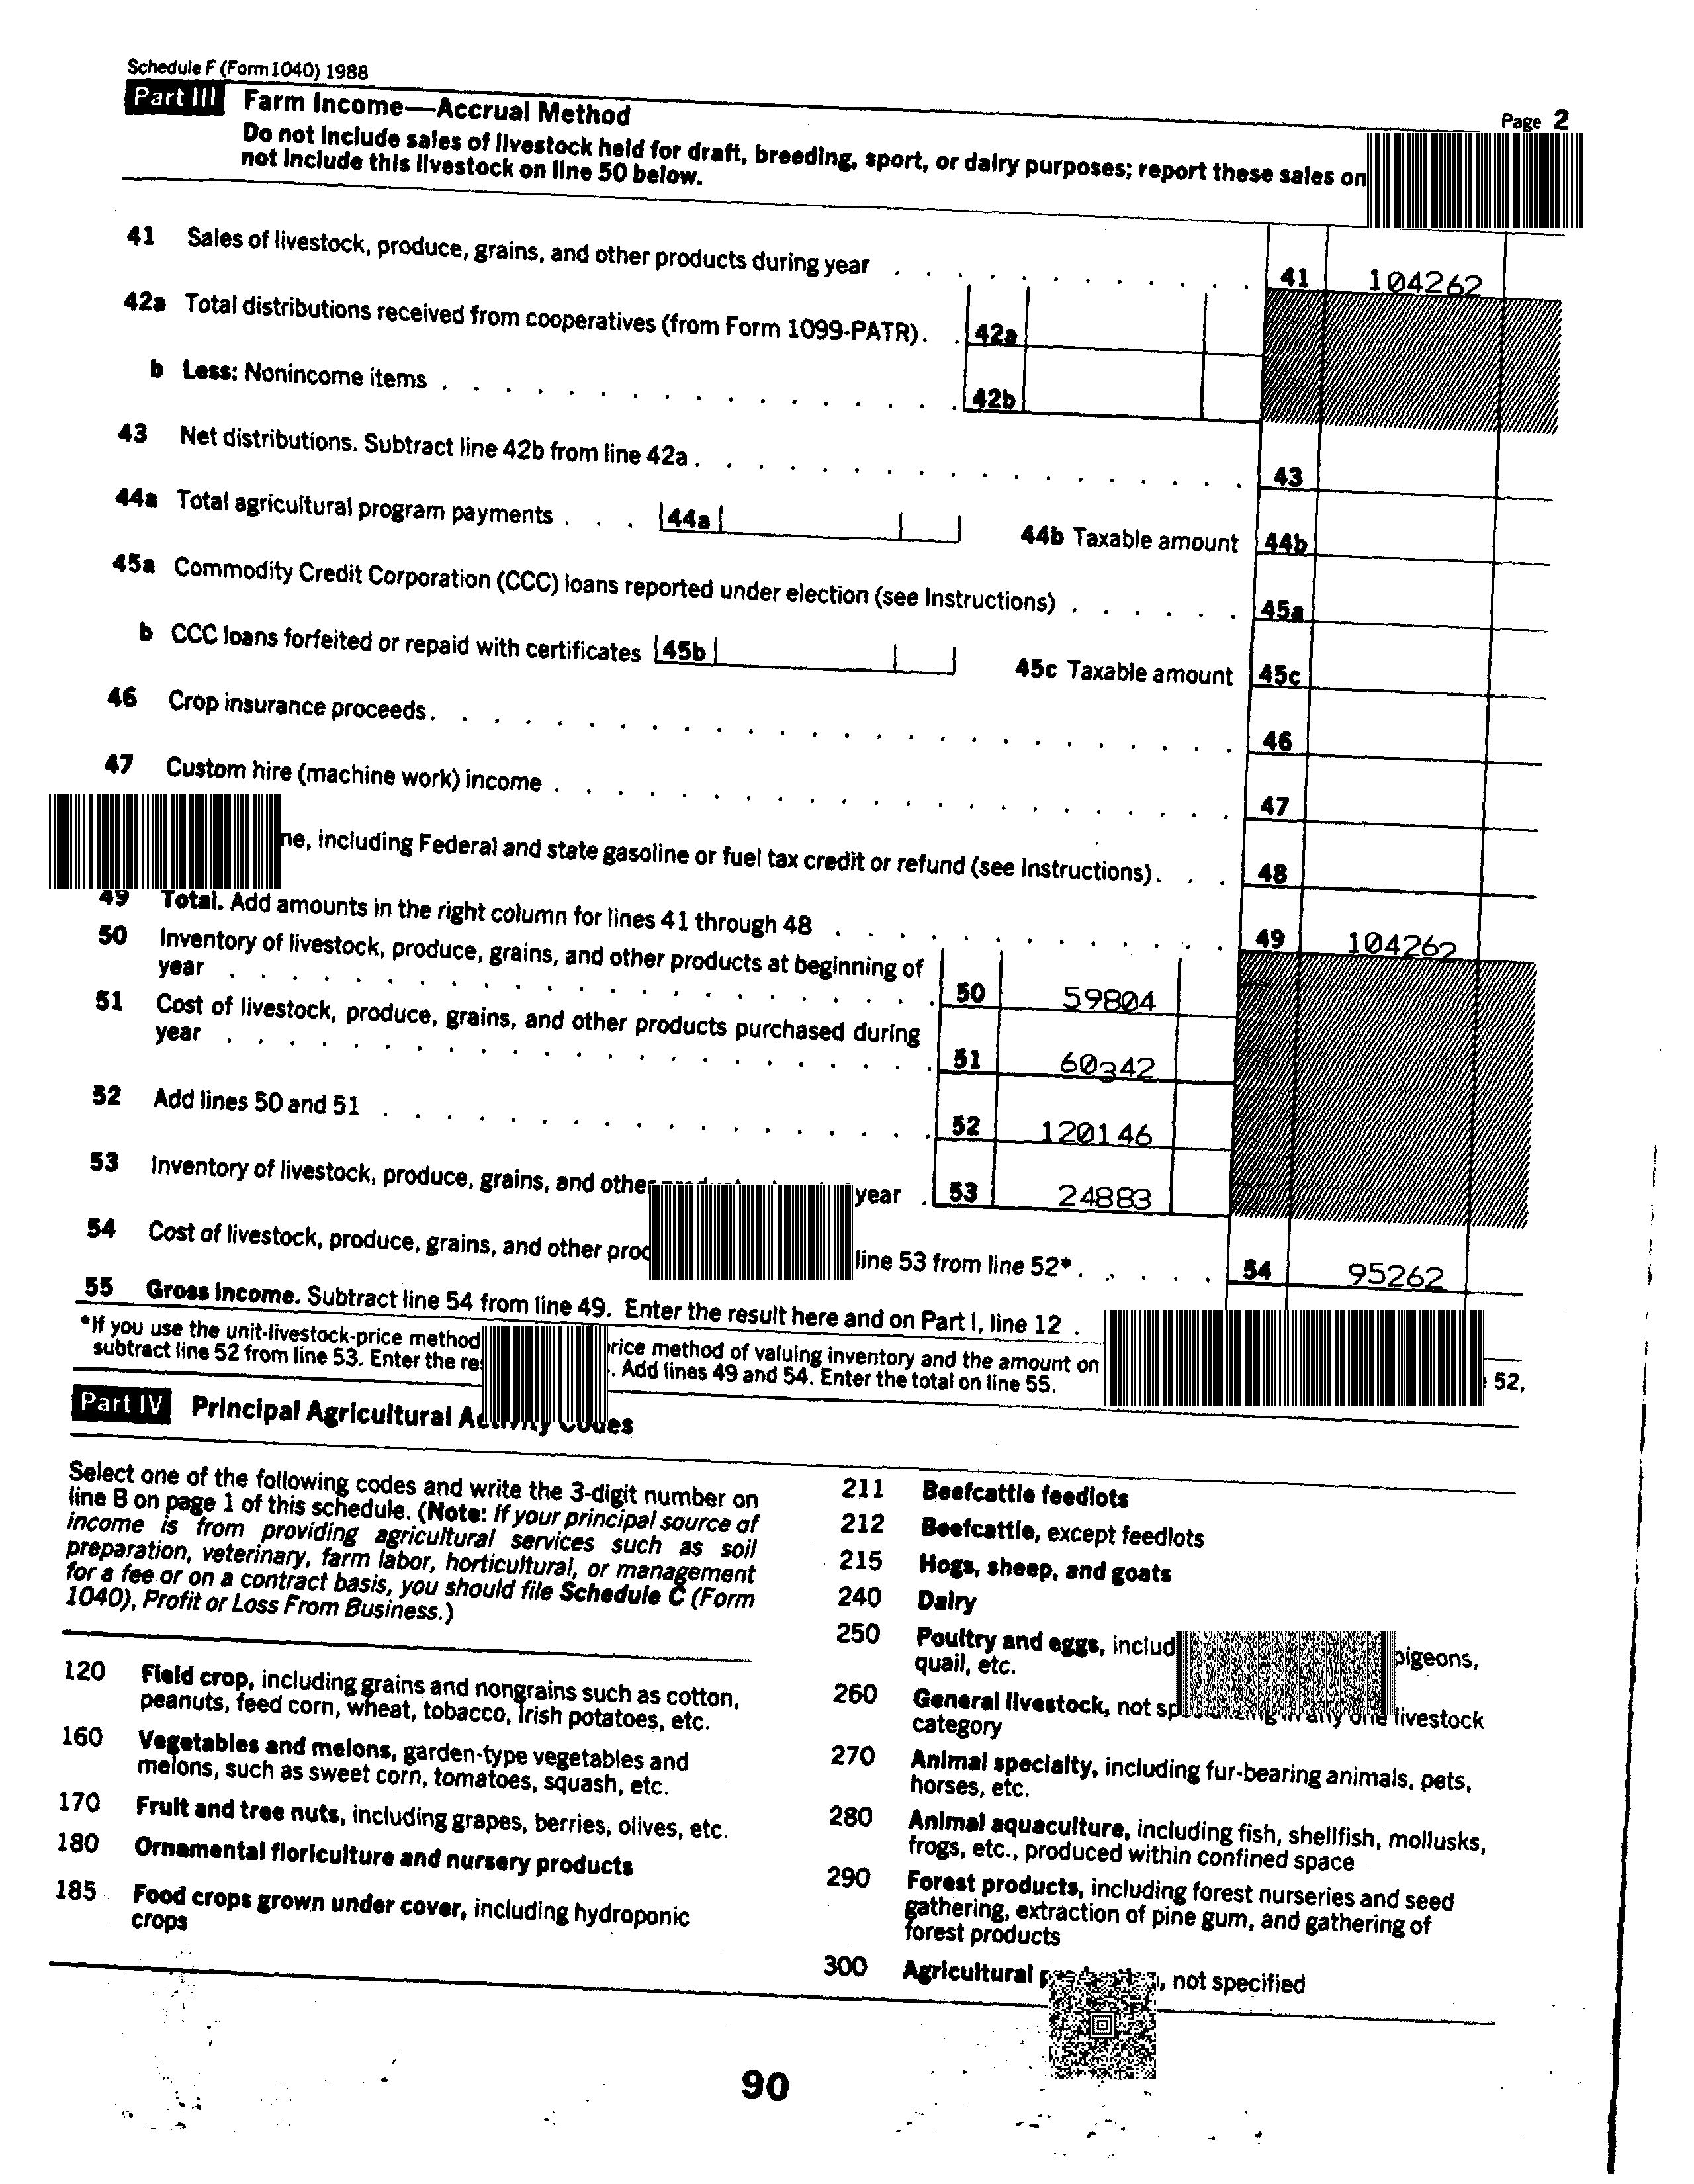 Schedule F (Form 1040) 1988
Page 2
Part III Farm Income—Accrual Method
Do not include sales of livestock held for draft, breeding, sport, or dairy purposes; report these sales on
not include this livestock on line 50 below.
41 Sales of livestock, produce, grains, and other products during year . . . . . . . . . . . . 41 104262
42a Total distributions received from cooperatives (from Form 1099-PATR). . 42a
b Less: Nonincome items . . . . . . . . . . . . . . . . . 42b
43 Net distributions. Subtract line 42b from line 42a . . . . . . . . . . . . . . . . . . 43
44a Total agricultural program payments . . . 44a 44b Taxable amount 44b
45a Commodity Credit Corporation (CCC) loans reported under election (see Instructions) . . . . . . 45a
b CCC loans forfeited or repaid with certificates 45b 45c Taxable amount 45c
46 Crop insurance proceeds. . . . . . . . . . . . . . . . . . . . . . . . . . 46
47 Custom hire (machine work) income . . . . . . . . . . . . . . . . . . . . . . 47
including Federal and state gasoline or fuel tax credit or refund (see Instructions). . . 48
49 Total. Add amounts in the right column for lines 41 through 48 . . . . . . . . . . . . . 49 104262
50 Inventory of livestock, produce, grains, and other products at beginning of
year . . . . . . . . . . . . . . . . . . . . . . . 50 59804
51 Cost of livestock, produce, grains, and other products purchased during
year . . . . . . . . . . . . . . . . . . . . . . . 51 60342
52 Add lines 50 and 51 . . . . . . . . . . . . . . . . . . 52 120146
53 Inventory of livestock, produce, grains, and other year . 53 24883
54 Cost of livestock, produce, grains, and other line 53 from line 52*. . . . . 54 95262
55 Gross income. Subtract line 54 from line 49. Enter the result here and on Part I, line 12 .
*If you use the unit-livestock-price method method of valuing inventory and the amount on 52,
subtract line 52 from line 53. Enter the Add lines 49 and 54. Enter the total on line 55.
Part IV Principal Agricultural Activity Codes
Select one of the following codes and write the 3-digit number on
line B on page 1 of this schedule. (Note: If your principal source of
income is from providing agricultural services such as soil
preparation, veterinary, farm labor, horticultural, or management
for a fee or on a contract basis, you should file Schedule C (Form
1040), Profit or Loss From Business.)
120 Field crop, including grains and nongrains such as cotton,
peanuts, feed corn, wheat, tobacco, Irish potatoes, etc.
160 Vegetables and melons, garden-type vegetables and
melons, such as sweet corn, tomatoes, squash, etc.
170 Fruit and tree nuts, including grapes, berries, olives, etc.
180 Ornamental floriculture and nursery products
185 Food crops grown under cover, including hydroponic
crops
211 Beefcattle feedlots
212 Beefcattle, except feedlots
215 Hogs, sheep, and goats
240 Dairy
250 Poultry and eggs, pigeons,
quail, etc.
260 General livestock, not specializing in any one livestock
category
270 Animal specialty, including fur-bearing animals, pets,
horses, etc.
280 Animal aquaculture, including fish, shellfish, mollusks,
frogs, etc., produced within confined space
290 Forest products, including forest nurseries and seed
gathering, extraction of pine gum, and gathering of
forest products
300 Agricultural production, not specified
90